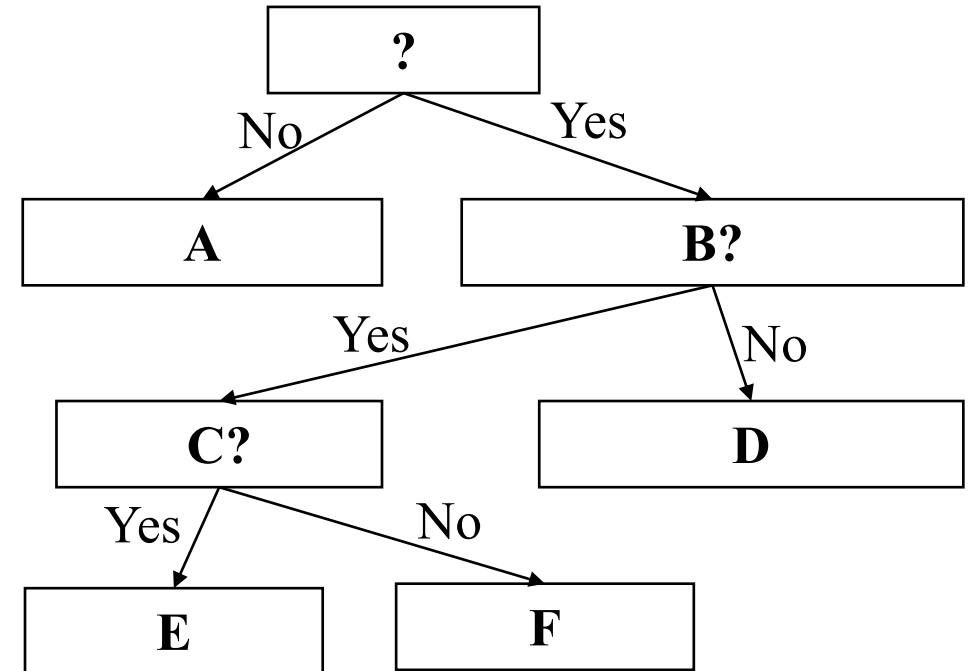 ?
No
Yes
A
B?
Yes
No
C?
D
Yes
No
E
F